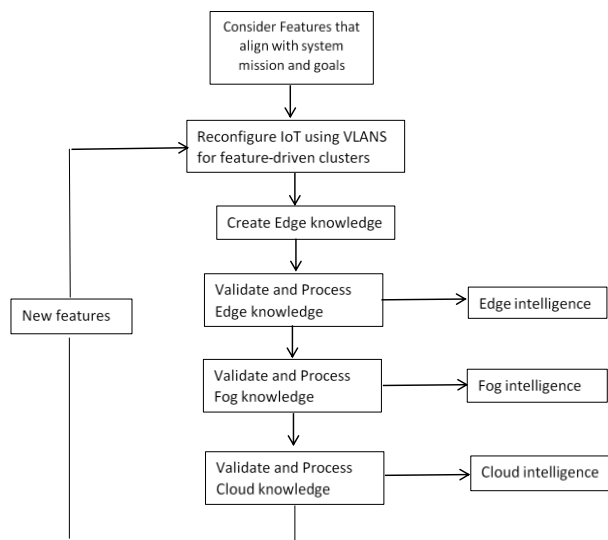 Consider Features that
align with system
mission and goals
Reconfigure IoT using VLANS
for feature-driven clusters
Create Edge knowledge
Validate and Process
Edge knowledge
Edge intelligence
New features
Validate and Process
Fog knowledge
Fog intelligence
Validate and Process
Cloud knowledge
Cloud intelligence